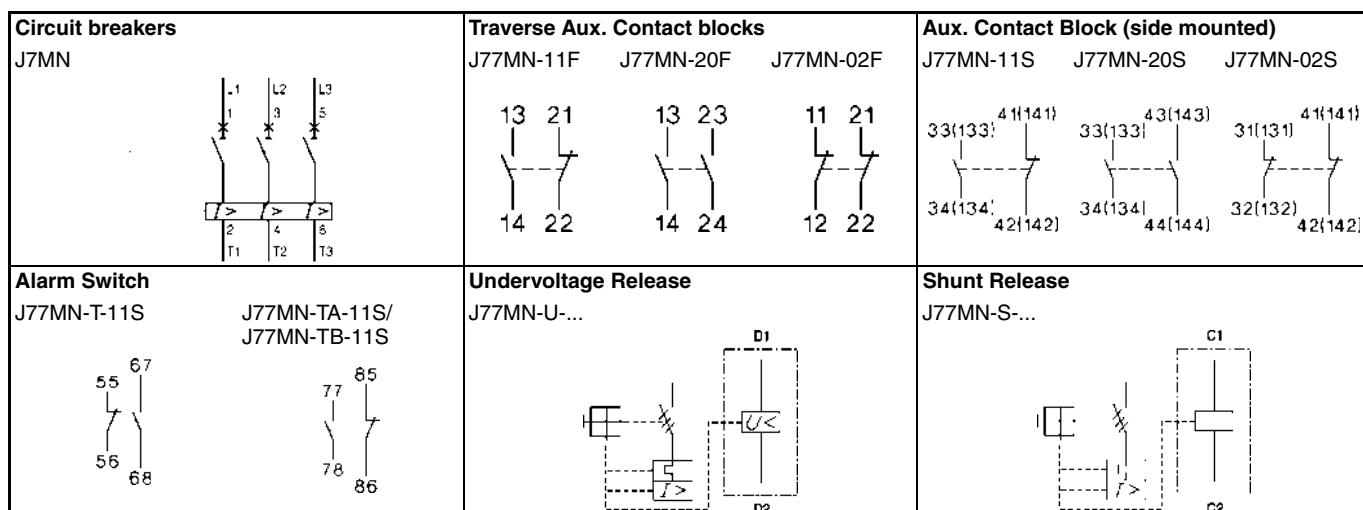 Circuit breakers
J7MN
L1 L2 L3
1 3 5
> > >
2 4 6
T1 T2 T3
Traverse Aux. Contact blocks
J77MN-11F J77MN-20F J77MN-02F
13 21 13 23 11 21
14 22 14 24 12 22
Aux. Contact Block (side mounted)
J77MN-11S J77MN-20S J77MN-02S
33(133) 41(141) 33(133) 43(143) 31(131) 41(141)
34(134) 42(142) 34(134) 44(144) 32(132) 42(142)
Alarm Switch
J77MN-T-11S
55 67
56 68
J77MN-TA-11S/
J77MN-TB-11S
77 85
78 86
Undervoltage Release
J77MN-U-...
D1
U<
I>
D2
Shunt Release
J77MN-S-...
C1
I>
C2